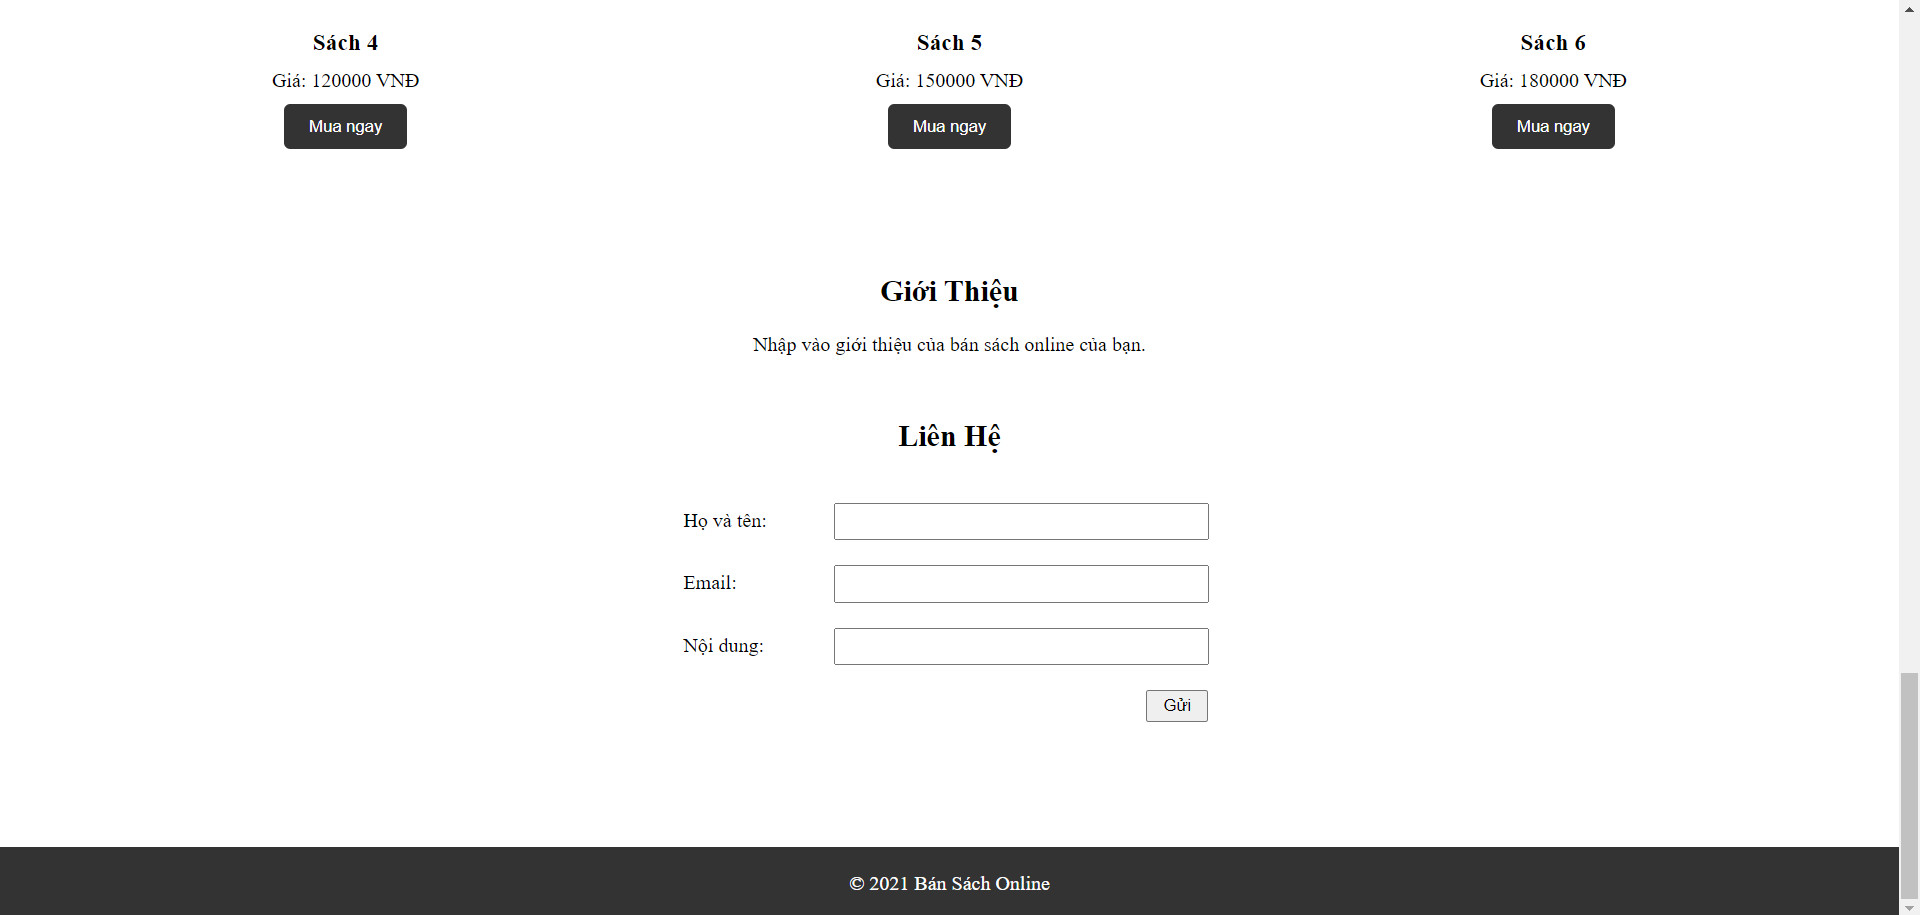 Sách 4 Sách 5 Sách 6
Giá: 120000 VNĐ Giá: 150000 VNĐ Giá: 180000 VNĐ
Mua ngay Mua ngay Mua ngay
Giới Thiệu
Nhập vào giới thiệu của bán sách online của bạn.
Liên Hệ
Họ và tên:
Email:
Nội dung:
Gửi
© 2021 Bán Sách Online